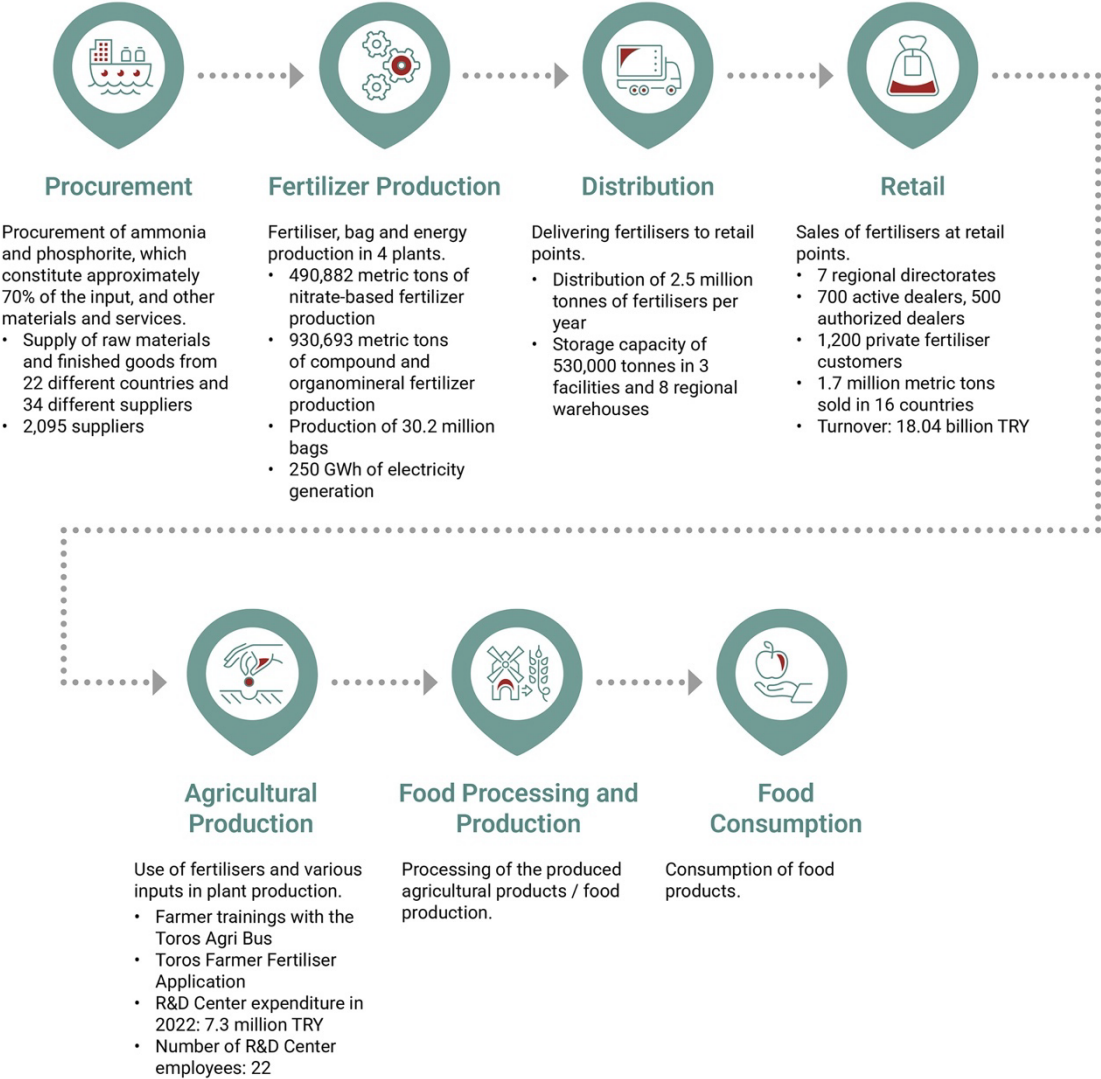 Procurement
Procurement of ammonia
and phosphorite, which
constitute approximately
70% of the input, and other
materials and services.
• Supply of raw materials
and finished goods from
22 different countries and
34 different suppliers
• 2,095 suppliers
Fertilizer Production
Fertiliser, bag and energy
production in 4 plants.
• 490,882 metric tons of
nitrate-based fertilizer
production
• 930,693 metric tons
of compound and
organomineral fertilizer
production
• Production of 30.2 million
bags
• 250 GWh of electricity
generation
Distribution
Delivering fertilisers to retail
points.
• Distribution of 2.5 million
tonnes of fertilisers per
year
• Storage capacity of
530,000 tonnes in 3
facilities and 8 regional
warehouses
Retail
Sales of fertilisers at retail
points.
• 7 regional directorates
• 700 active dealers, 500
authorized dealers
• 1,200 private fertiliser
customers
• 1.7 million metric tons
sold in 16 countries
• Turnover: 18.04 billion TRY
Agricultural
Production
Use of fertilisers and various
inputs in plant production.
• Farmer trainings with the
Toros Agri Bus
• Toros Farmer Fertiliser
Application
• R&D Center expenditure in
2022: 7.3 million TRY
• Number of R&D Center
employees: 22
Food Processing and
Production
Processing of the produced
agricultural products / food
production.
Food
Consumption
Consumption of food
products.